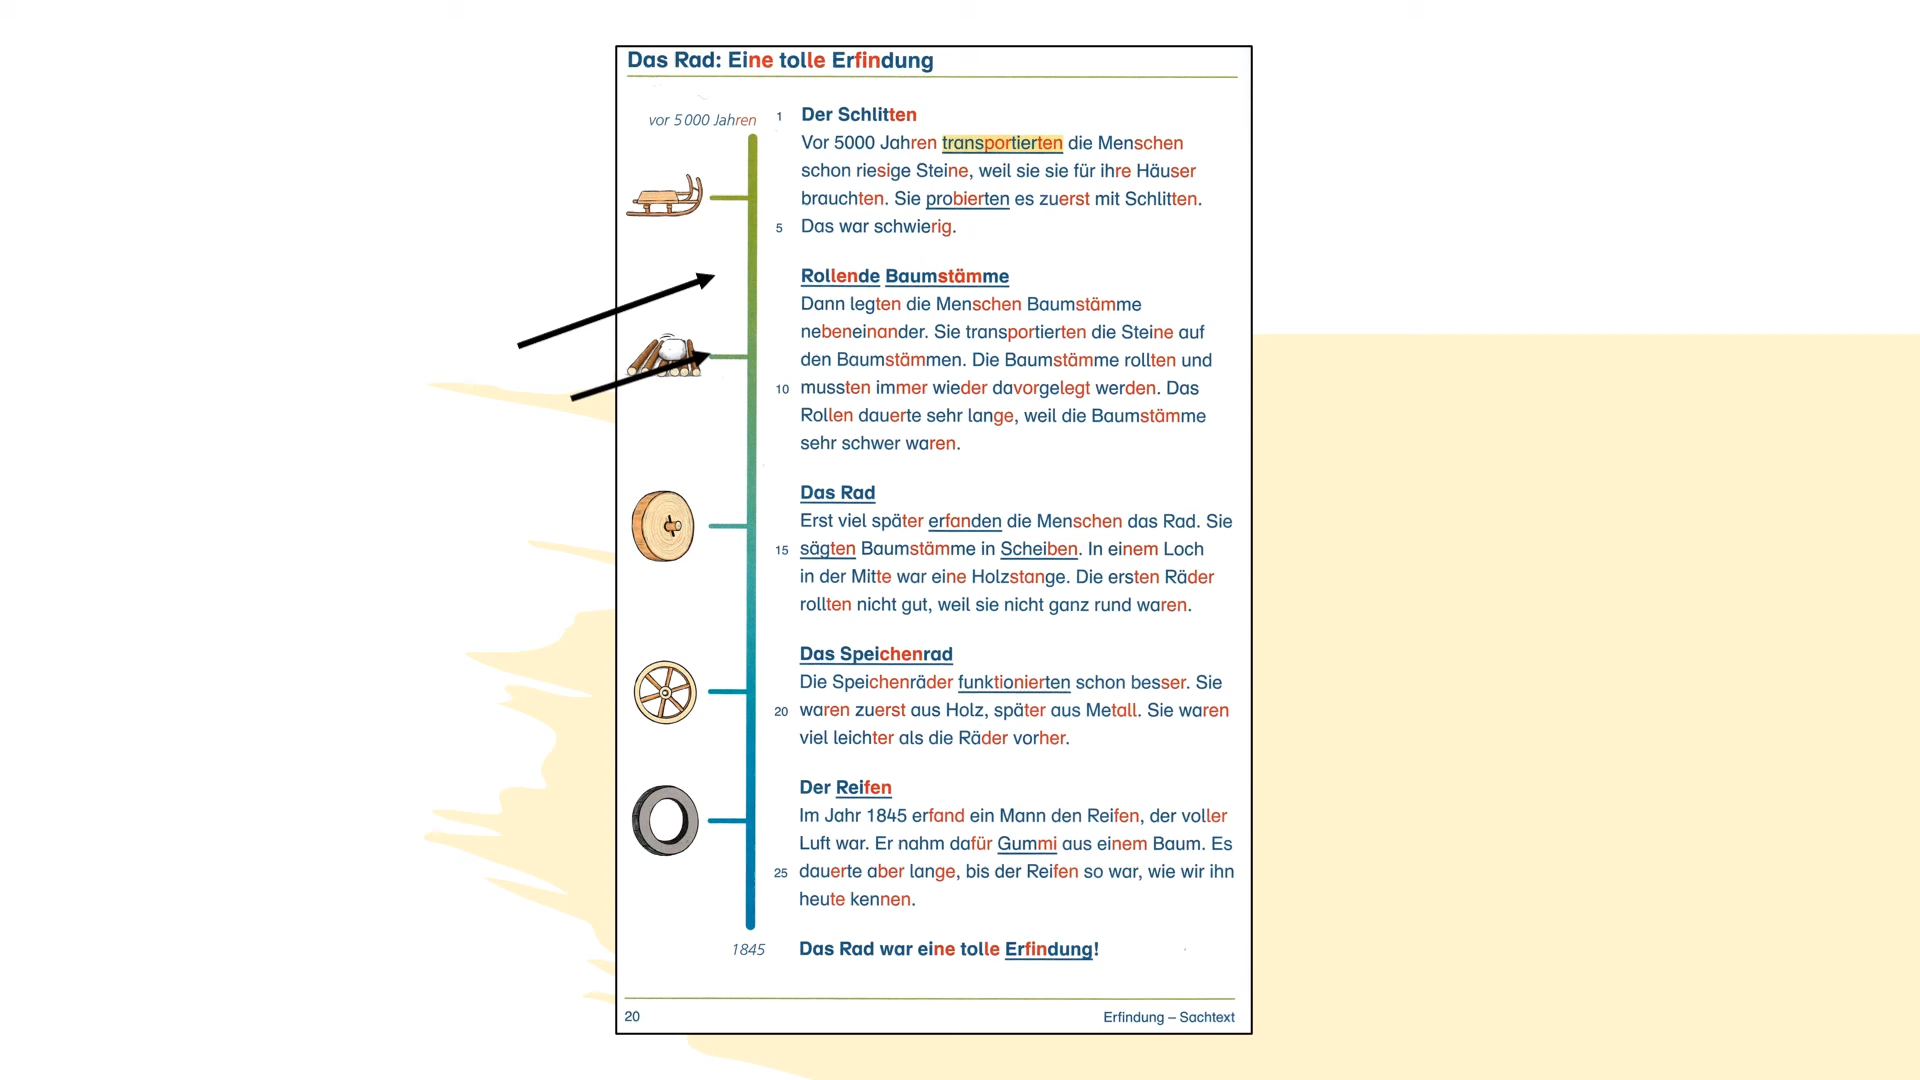 Das Rad: Eine tolle Erfindung
vor 5000 Jahren
1 Der Schlitten
Vor 5000 Jahren transportierten die Menschen
schon riesige Steine, weil sie sie für ihre Häuser
brauchten. Sie probierten es zuerst mit Schlitten.
5 Das war schwierig.
Rollende Baumstämme
Dann legten die Menschen Baumstämme
nebeneinander. Sie transportierten die Steine auf
den Baumstämmen. Die Baumstämme rollten und
10 mussten immer wieder davorgelegt werden. Das
Rollen dauerte sehr lange, weil die Baumstämme
sehr schwer waren.
Das Rad
Erst viel später erfanden die Menschen das Rad. Sie
15 sägten Baumstämme in Scheiben. In einem Loch
in der Mitte war eine Holzstange. Die ersten Räder
rollten nicht gut, weil sie nicht ganz rund waren.
Das Speichenrad
Die Speichenräder funktionierten schon besser. Sie
20 waren zuerst aus Holz, später aus Metall. Sie waren
viel leichter als die Räder vorher.
Der Reifen
Im Jahr 1845 erfand ein Mann den Reifen, der voller
Luft war. Er nahm dafür Gummi aus einem Baum. Es
25 dauerte aber lange, bis der Reifen so war, wie wir ihn
heute kennen.
1845
Das Rad war eine tolle Erfindung!
20
Erfindung – Sachtext